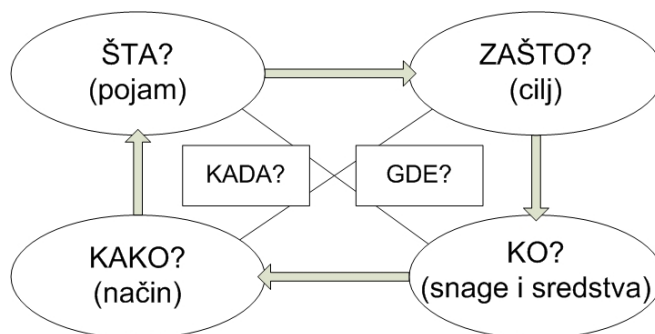 ŠTA?
(pojam)
ZAŠTO?
(cilj)
KADA?
GDE?
KAKO?
(način)
KO?
(snage i sredstva)